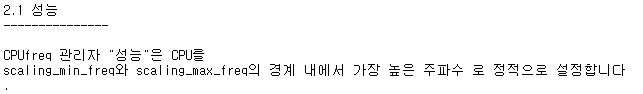 2.1 성능
---------------
CPUfreq 관리자 "성능"은 CPU를
scaling_min_freq와 scaling_max_freq의 경계 내에서 가장 높은 주파수 로 정적으로 설정합니다
.